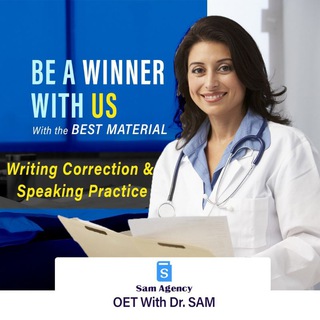 BE A WINNER
WITH US
With the BEST MATERIAL
Writing Correction &
Speaking Practice
S
Sam Agency
OET With Dr. SAM